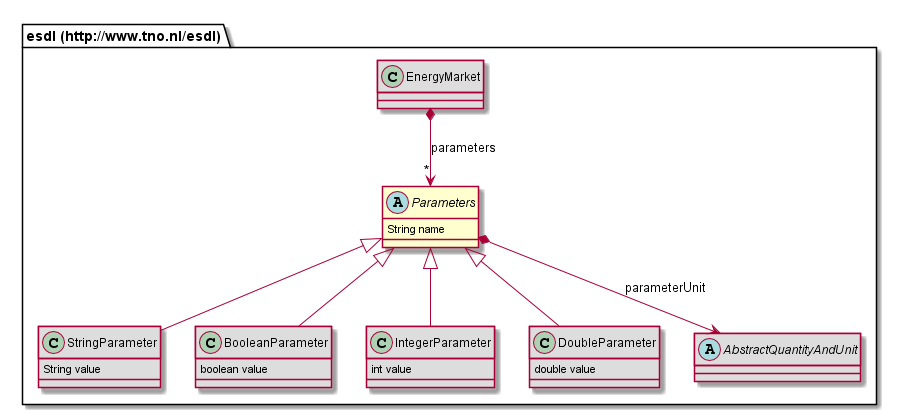 esdl (http://www.tno.nl/esdl)
C EnergyMarket
parameters
*
A Parameters
String name
parameterUnit
C StringParameter
String value
C BooleanParameter
boolean value
C IntegerParameter
int value
C DoubleParameter
double value
A AbstractQuantityAndUnit